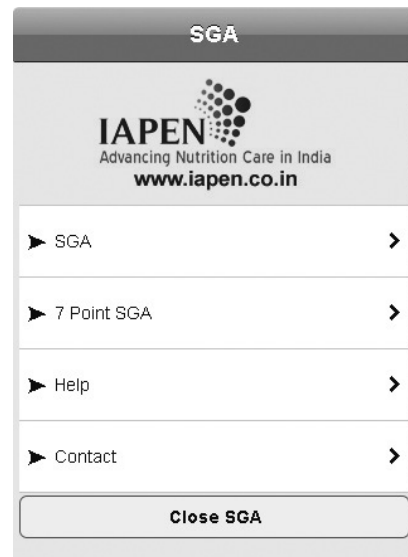 SGA
IAPEN
Advancing Nutrition Care in India
www.iapen.co.in
SGA
7 Point SGA
Help
Contact
Close SGA